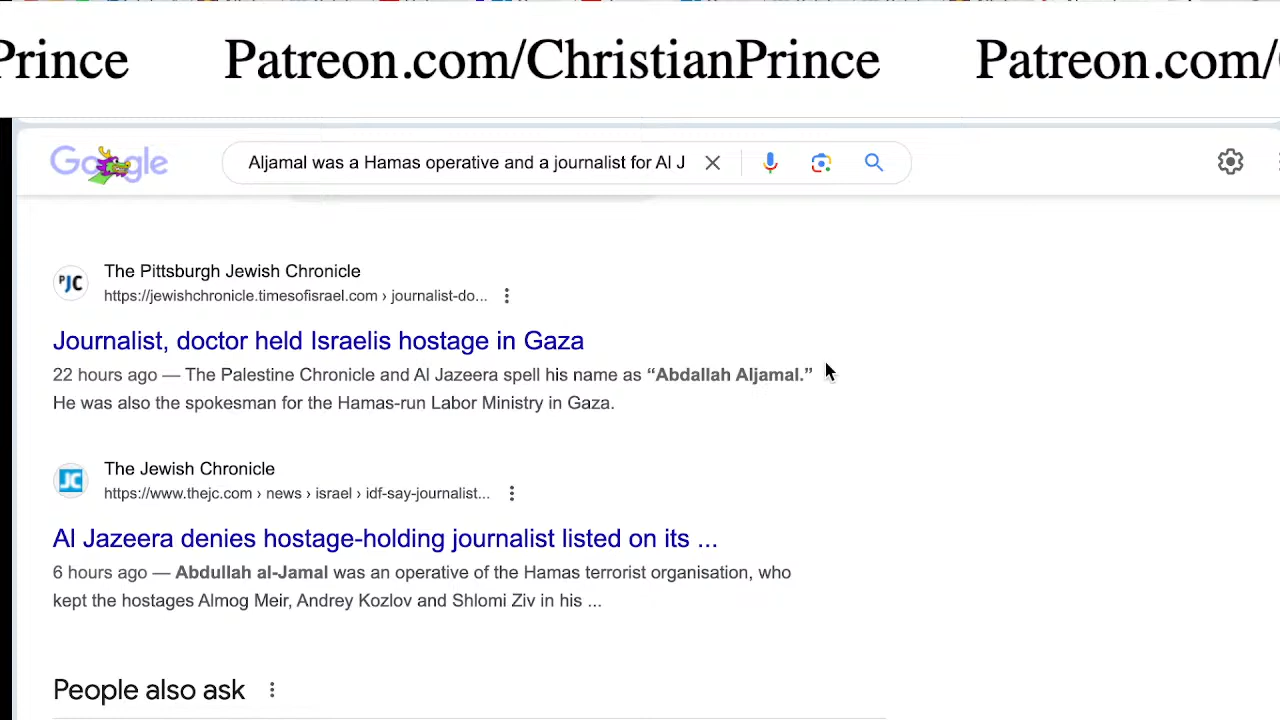 Prince Patreon.com/ChristianPrince Patreon.com/
Google Aljamal was a Hamas operative and a journalist for Al J
PJC The Pittsburgh Jewish Chronicle
https://jewishchronicle.timesofisrael.com › journalist-do...
Journalist, doctor held Israelis hostage in Gaza
22 hours ago — The Palestine Chronicle and Al Jazeera spell his name as “Abdallah Aljamal.”
He was also the spokesman for the Hamas-run Labor Ministry in Gaza.
JC The Jewish Chronicle
https://www.thejc.com › news › israel › idf-say-journalist...
Al Jazeera denies hostage-holding journalist listed on its ...
6 hours ago — Abdullah al-Jamal was an operative of the Hamas terrorist organisation, who
kept the hostages Almog Meir, Andrey Kozlov and Shlomi Ziv in his ...
People also ask